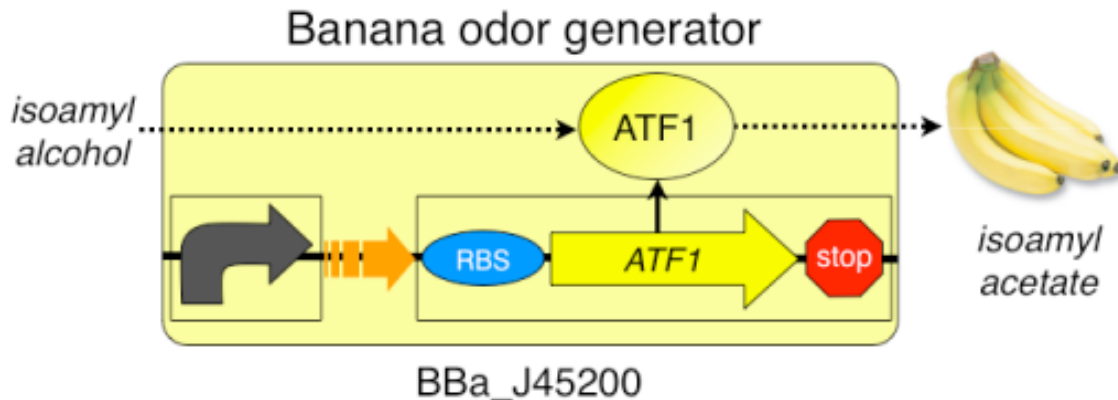 Banana odor generator
isoamyl
alcohol
ATF1
RBS
ATF1
stop
isoamyl
acetate
BBa_J45200